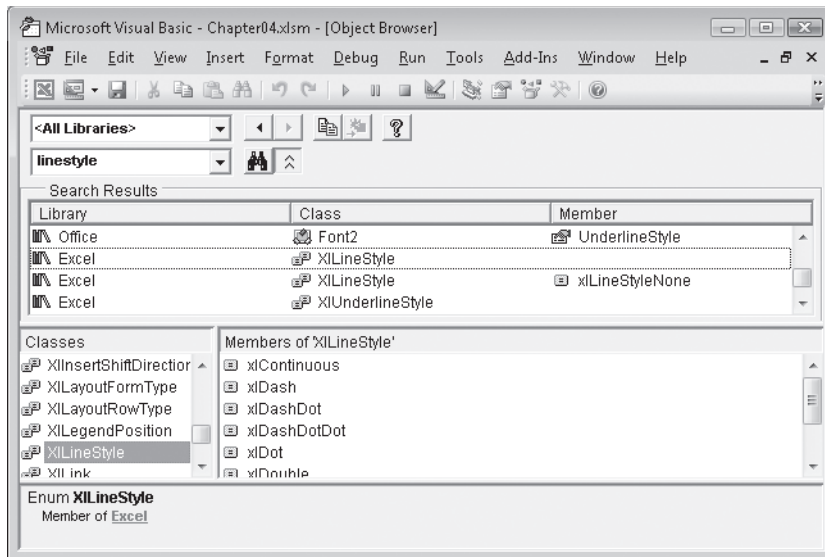 Microsoft Visual Basic - Chapter04.xlsm - [Object Browser]
File Edit View Insert Format Debug Run Tools Add-Ins Window Help
<All Libraries>
linestyle
Search Results
Library Class Member
Office Font2 UnderlineStyle
Excel XlLineStyle
Excel XlLineStyle xlLineStyleNone
Excel XlUnderlineStyle
Classes Members of 'XlLineStyle'
XlInsertShiftDirection xlContinuous
XlLayoutFormType xlDash
XlLayoutRowType xlDashDot
XlLegendPosition xlDashDotDot
XlLineStyle xlDot
XlLink xlDouble
Enum XlLineStyle
Member of Excel